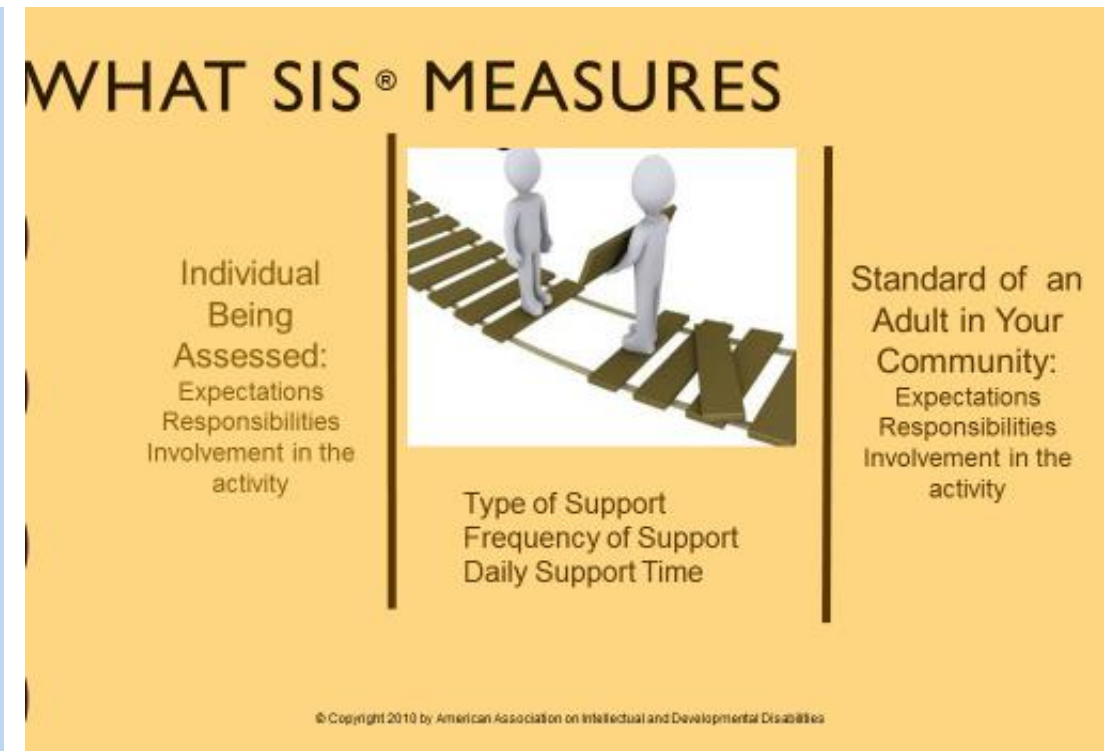 WHAT SIS® MEASURES
Individual
Being
Assessed:
Expectations
Responsibilities
Involvement in the
activity
Type of Support
Frequency of Support
Daily Support Time
Standard of an
Adult in Your
Community:
Expectations
Responsibilities
Involvement in the
activity
© Copyright 2010 by American Association on Intellectual and Developmental Disabilities